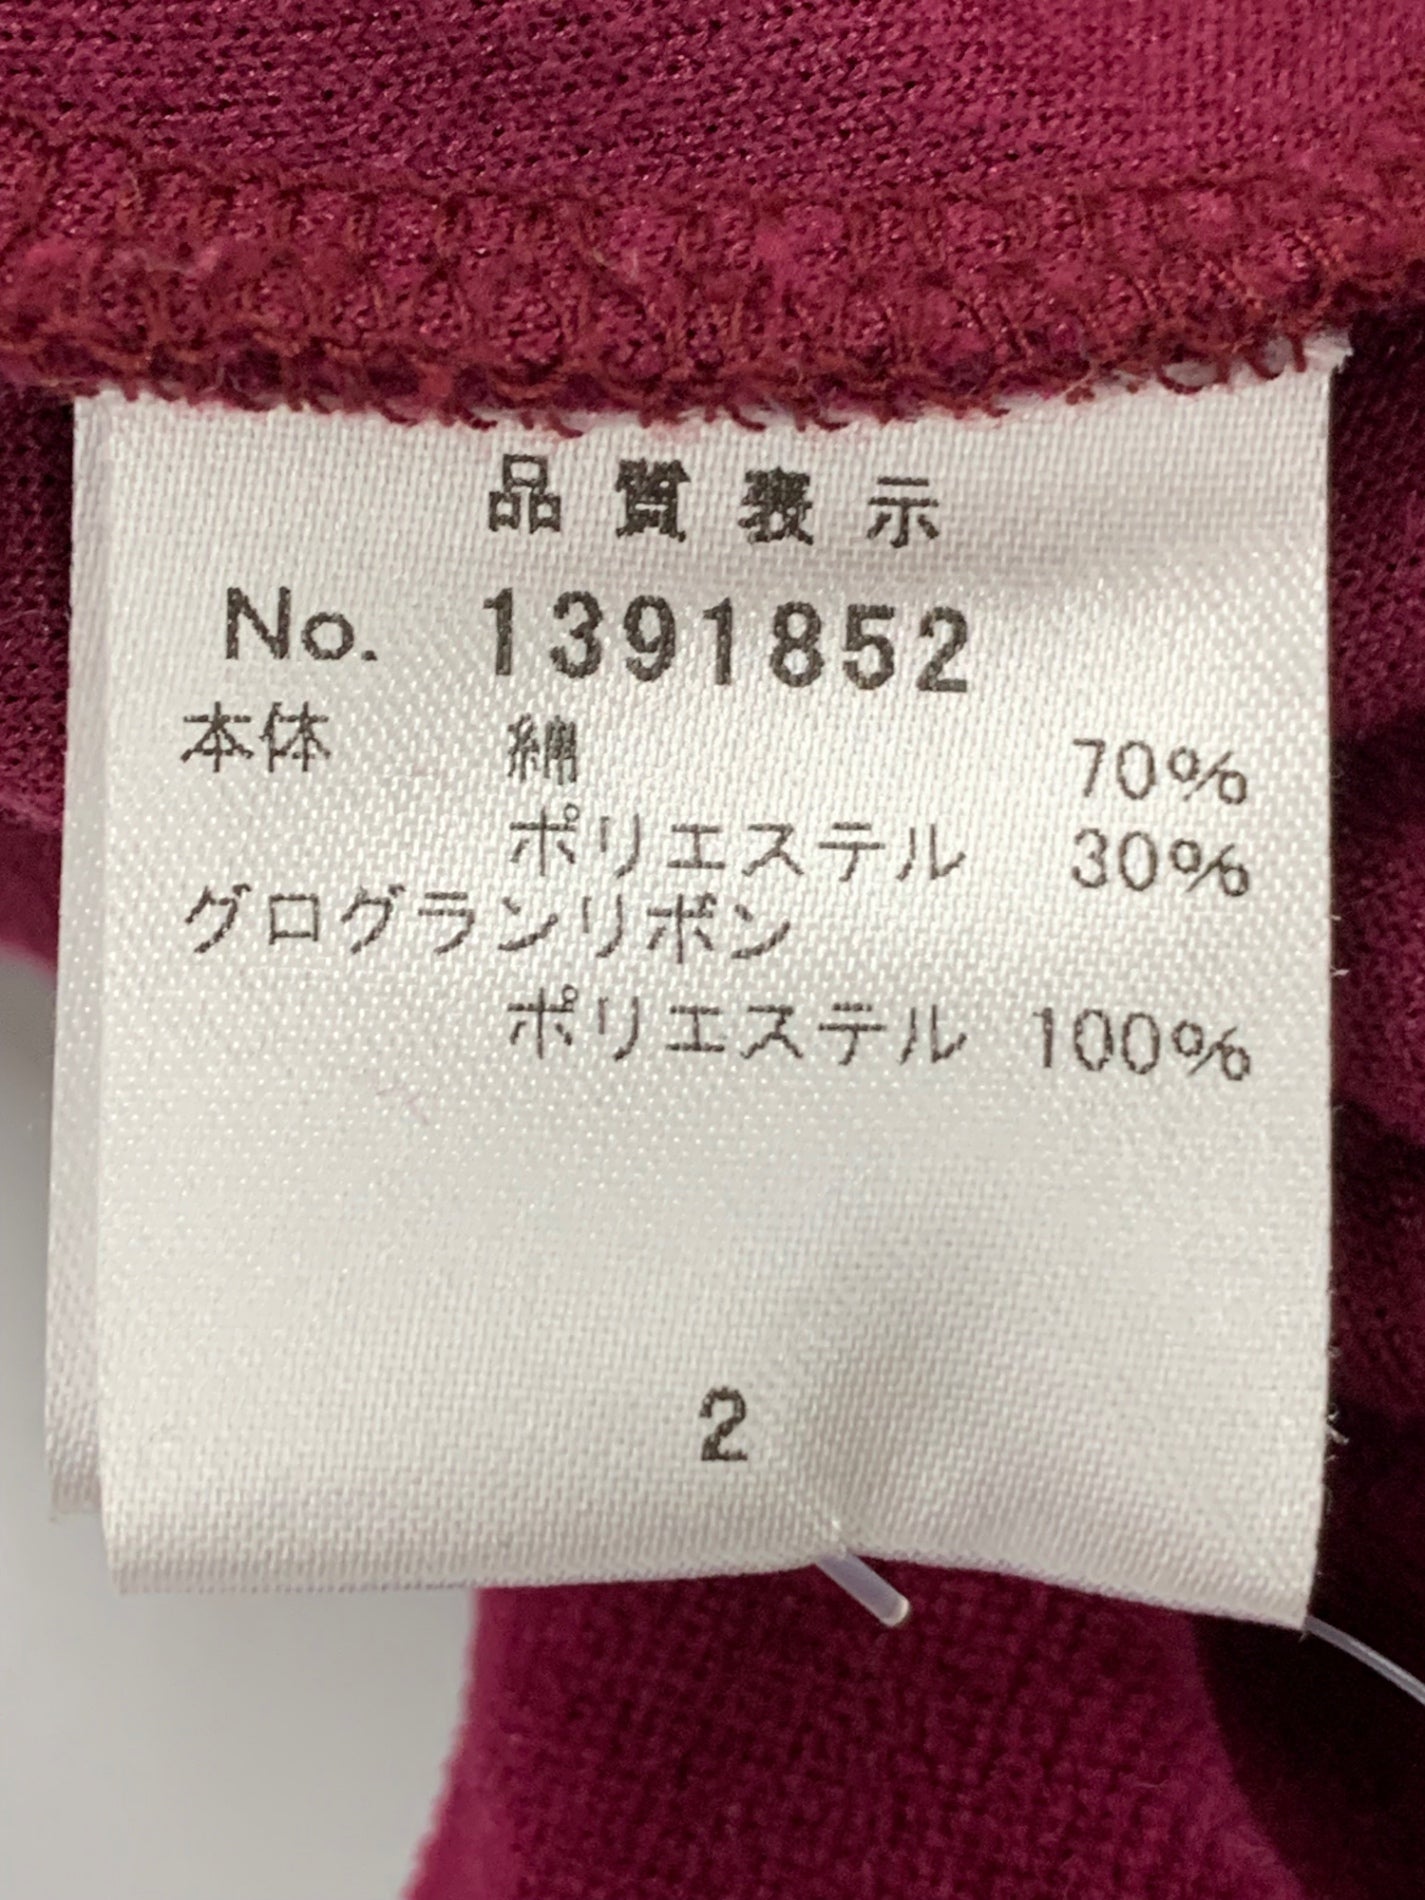 品質表示
No. 1391852
本体 綿 70%
ポリエステル 30%
グログランリボン
ポリエステル 100%
2